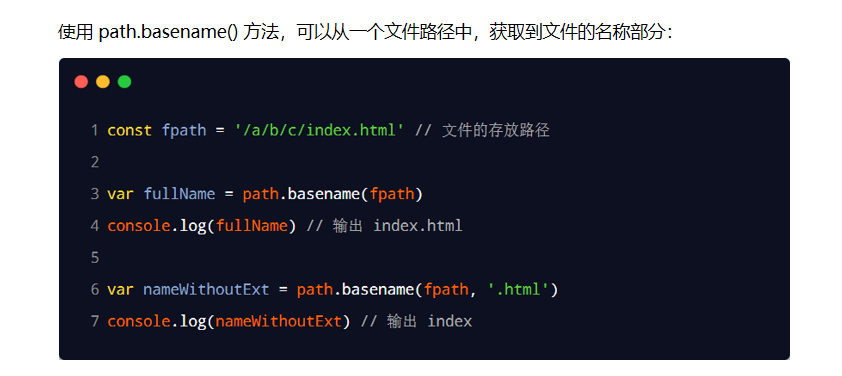 使用 path.basename() 方法，可以从一个文件路径中，获取到文件的名称部分：
1 const fpath = '/a/b/c/index.html' // 文件的存放路径
2
3 var fullName = path.basename(fpath)
4 console.log(fullName) // 输出 index.html
5
6 var nameWithoutExt = path.basename(fpath, '.html')
7 console.log(nameWithoutExt) // 输出 index